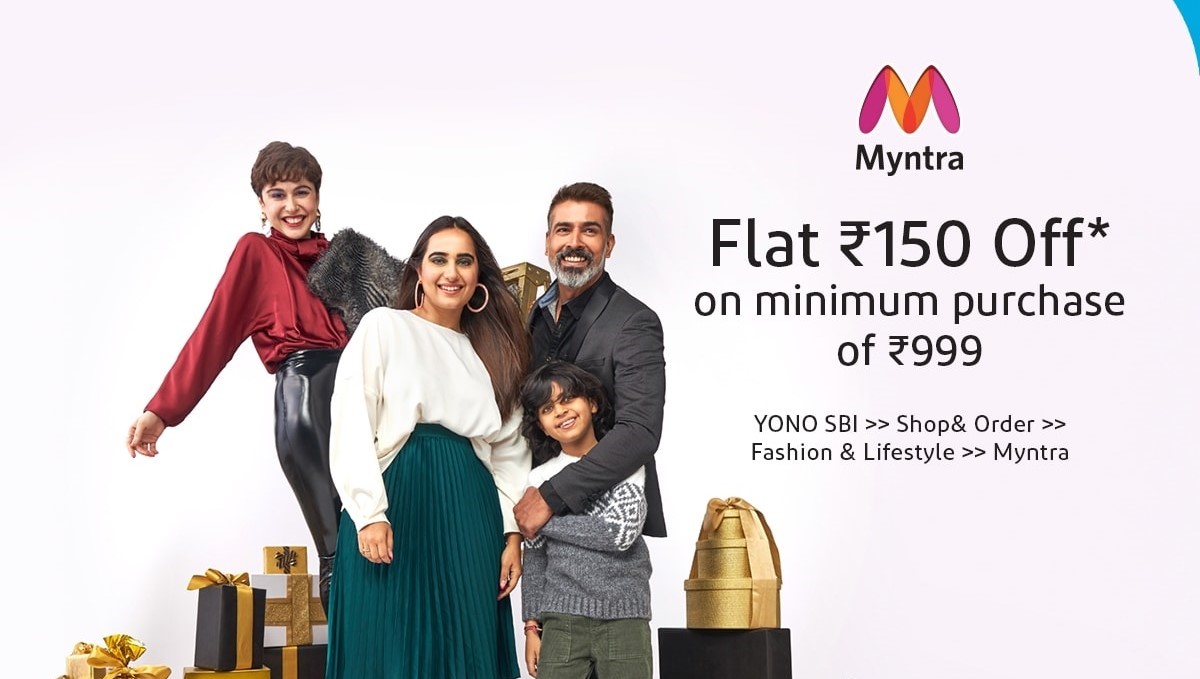 Myntra
Flat ₹150 Off*
on minimum purchase
of ₹999
YONO SBI >> Shop& Order >>
Fashion & Lifestyle >> Myntra